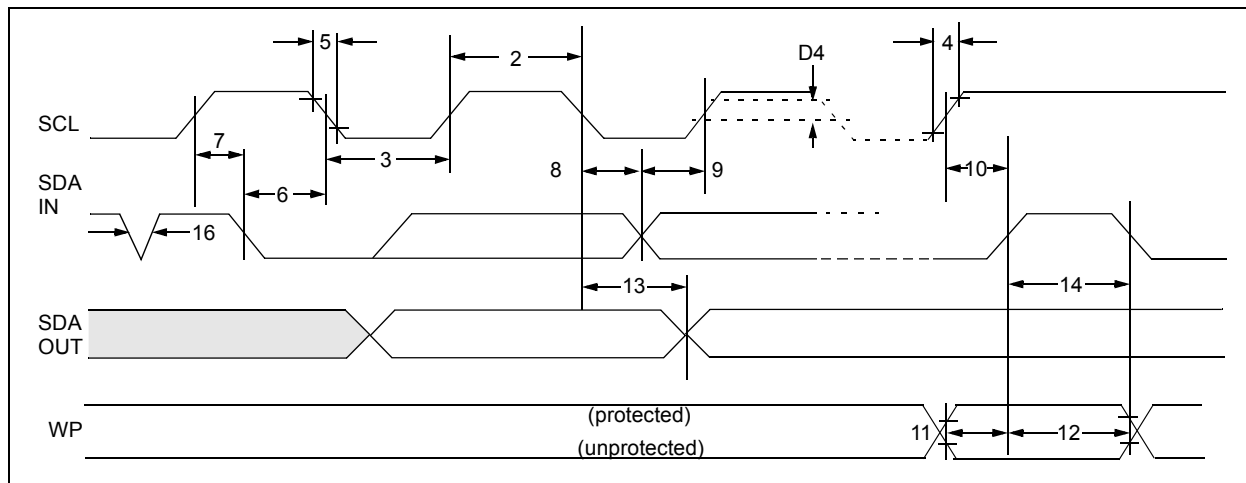 5
2
D4
4
SCL
7
3
8
9
10
SDA
IN
6
16
13
14
SDA
OUT
WP
(protected)
(unprotected)
11
12